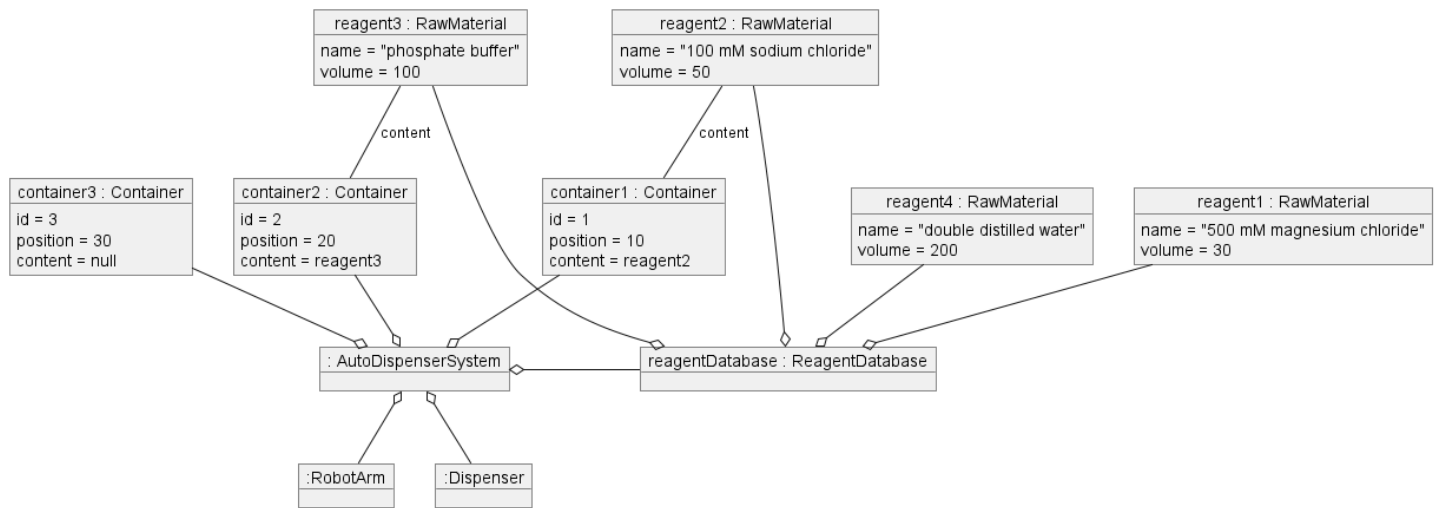 reagent3 : RawMaterial
name = "phosphate buffer"
volume = 100
reagent2 : RawMaterial
name = "100 mM sodium chloride"
volume = 50
content
content
container3 : Container
id = 3
position = 30
content = null
container2 : Container
id = 2
position = 20
content = reagent3
container1 : Container
id = 1
position = 10
content = reagent2
reagent4 : RawMaterial
name = "double distilled water"
volume = 200
reagent1 : RawMaterial
name = "500 mM magnesium chloride"
volume = 30
: AutoDispenserSystem
reagentDatabase : ReagentDatabase
:RobotArm
:Dispenser